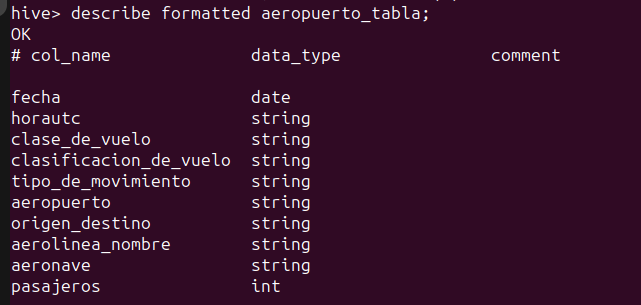 hive> describe formatted aeropuerto_tabla;
OK
# col_name data_type comment
fecha date
horautc string
clase_de_vuelo string
clasificacion_de_vuelo string
tipo_de_movimiento string
aeropuerto string
origen_destino string
aerolinea_nombre string
aeronave string
pasajeros int